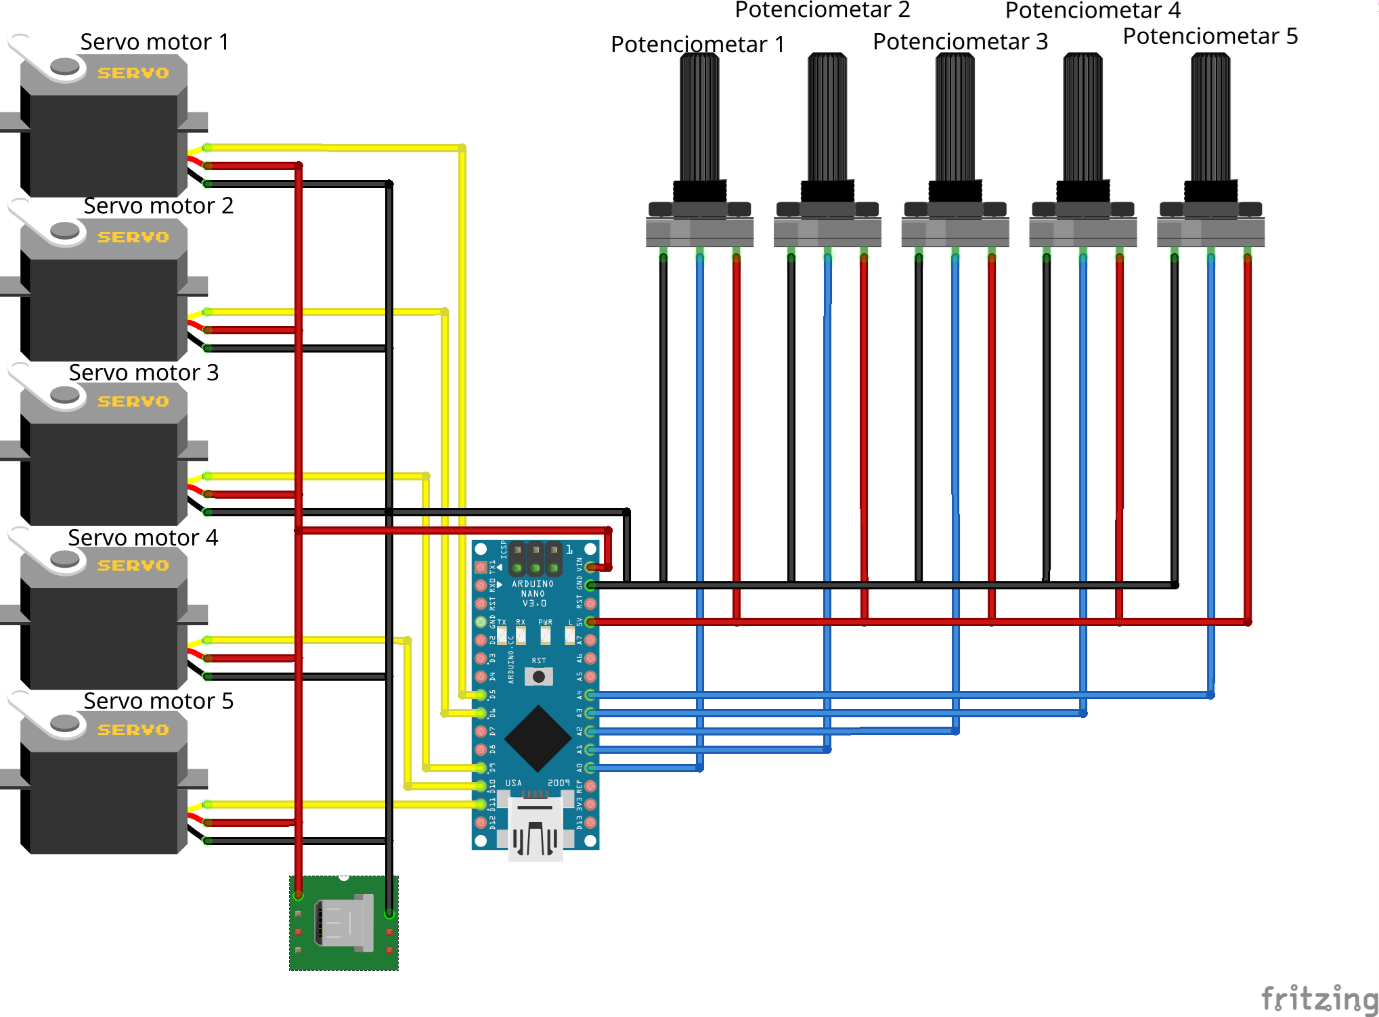 Potenciometar 2
Potenciometar 4
Potenciometar 1
Potenciometar 3
Potenciometar 5
Servo motor 1
SERVO
Servo motor 2
SERVO
Servo motor 3
SERVO
Servo motor 4
SERVO
Servo motor 5
SERVO
ICSP
1
TX1
RX0
RST
GND
D2
D3
D4
D5
D6
D7
D8
D9
D10
D11
D12
ARDUINO
NANO
V3.0
TX RX PWR L
RST
ARDUINO.CC
USA 2009
VIN
GND
RST
5V
A7
A6
A5
A4
A3
A2
A1
A0
REF
3V3
D13
fritzing